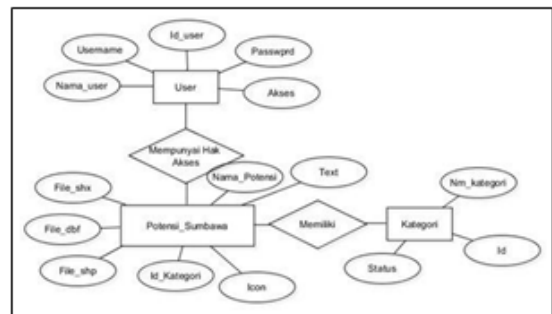 Id_user
Username
Passwprd
Nama_user
User
Akses
Mempunyai Hak
Akses
Nama_Potensi
Text
File_shx
Nm_kategori
File_dbf
Potensi_Sumbawa
Memiliki
Kategori
File_shp
Id_Kategori
Icon
Status
Id